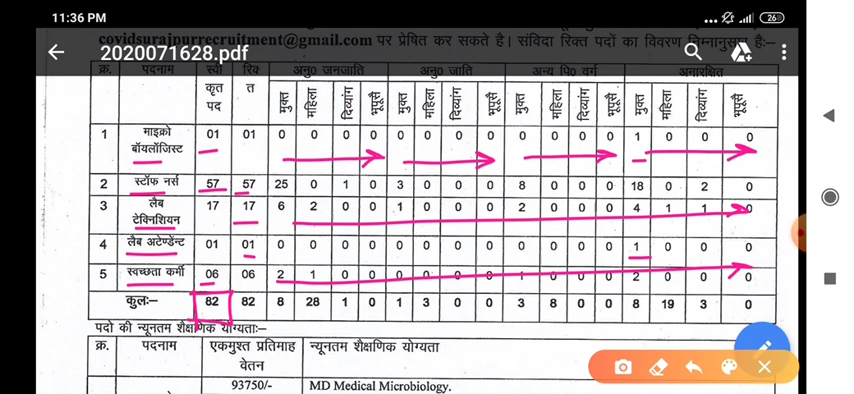 11:36 PM ... 26
covidsurajpurrecruitment@gmail.com पर प्रेषित कर सकते है। संविदा रिक्त पदों का विवरण निम्नानुसार है:-
2020071628.pdf
क्र. पदनाम स्वीकृत पद रिक्त अनु0 जनजाति अनु0 जाति अन्य पि0 वर्ग अनारक्षित
मुक्त महिला दिव्यांग भूपूसै मुक्त महिला दिव्यांग भूपूसै मुक्त महिला दिव्यांग भूपूसै मुक्त महिला दिव्यांग भूपूसै
1 माइक्रो बॉयलॉजिस्ट 01 01 0 0 0 0 0 0 0 0 0 0 0 0 1 0 0 0
2 स्टॉफ नर्स 57 57 25 0 1 0 3 0 0 0 8 0 0 0 18 0 2 0
3 लैब टेक्निशियन 17 17 6 2 0 0 1 0 0 0 2 0 0 0 4 1 1 0
4 लैब अटेण्डेन्ट 01 01 0 0 0 0 0 0 0 0 0 0 0 0 1 0 0 0
5 स्वच्छता कर्मी 06 06 2 1 0 0 0 0 0 0 1 0 0 0 2 0 0 0
कुलः- 82 82 8 28 1 0 1 3 0 0 3 8 0 0 8 19 3 0
पदो की न्यूनतम शैक्षणिक योग्यताः-
क्र. पदनाम एकमुश्त प्रतिमाह वेतन न्यूनतम शैक्षणिक योग्यता
93750/- MD Medical Microbiology.